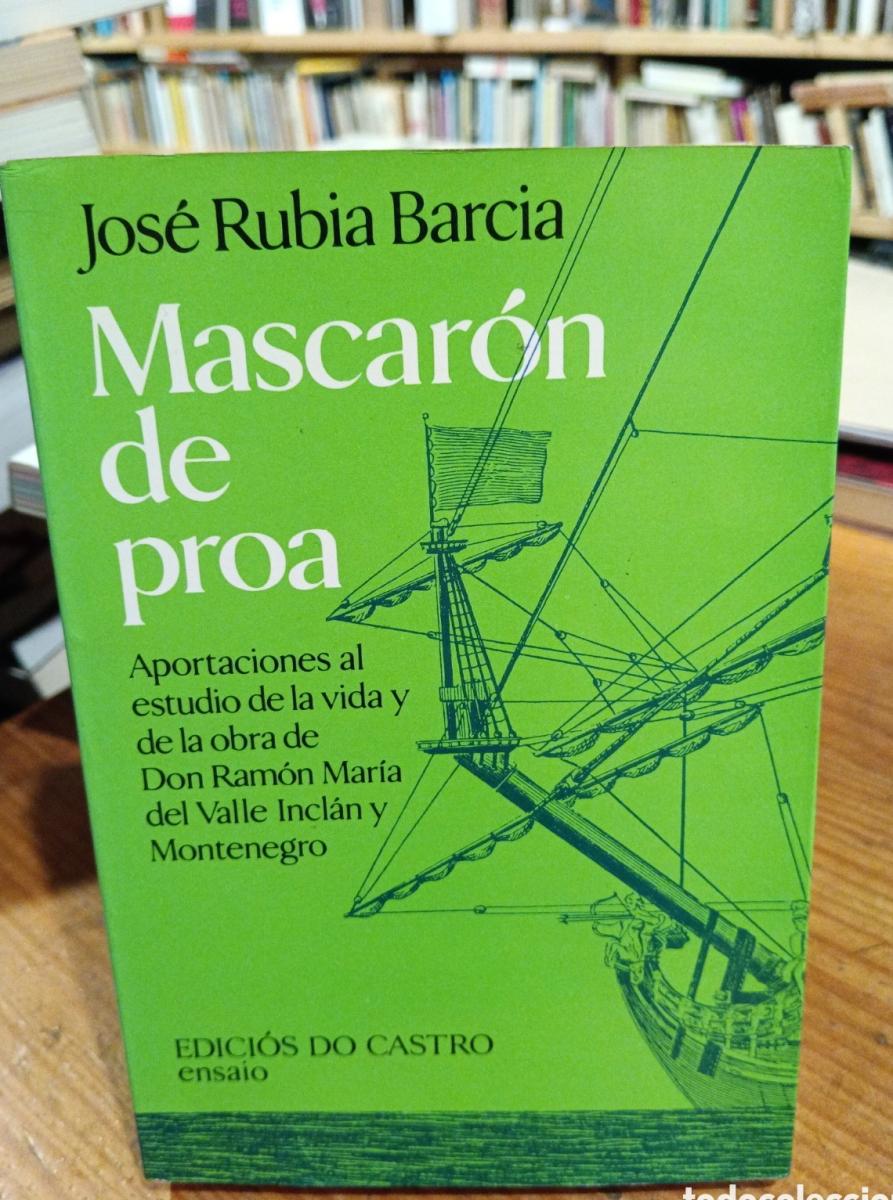 José Rubia Barcia
Mascarón
de
proa
Aportaciones al
estudio de la vida y
de la obra de
Don Ramón María
del Valle Inclán y
Montenegro
EDICIÓS DO CASTRO
ensaio